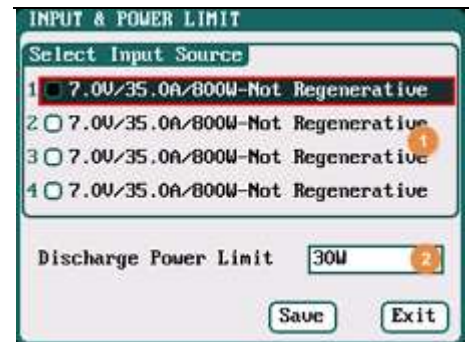 INPUT & POWER LIMIT
Select Input Source
1 7.0V/35.0A/800W-Not Regenerative
2 7.0V/35.0A/800W-Not Regenerative
1
3 7.0V/35.0A/800W-Not Regenerative
4 7.0V/35.0A/800W-Not Regenerative
Discharge Power Limit 30W 2
Save Exit